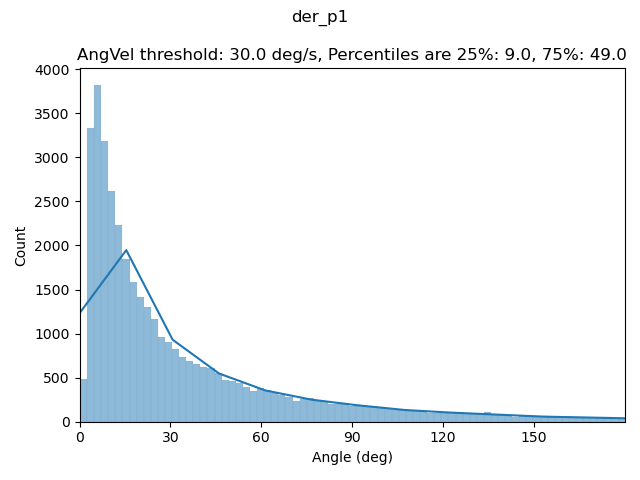 der_p1
AngVel threshold: 30.0 deg/s, Percentiles are 25%: 9.0, 75%: 49.0
4000
3500
3000
2500
2000
1500
1000
500
0
Count
0 30 60 90 120 150
Angle (deg)